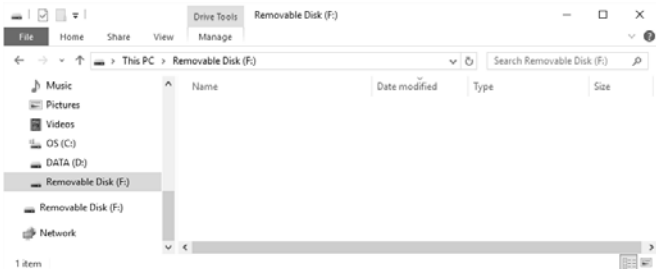 Drive Tools Removable Disk (F:)
File Home Share View Manage
This PC > Removable Disk (F:) Search Removable Disk (F:)
Music
Name Date modified Type Size
Pictures
Videos
OS (C:)
DATA (D:)
Removable Disk (F:)
Removable Disk (F:)
Network
1 item